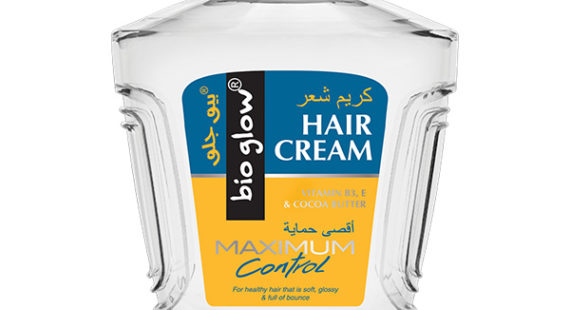 بيو جلو®
bio glow®
كريم شعر
HAIR
CREAM
VITAMIN B3, E
& COCOA BUTTER
أقصى حماية
MAXIMUM
Control
For healthy hair that is soft, glossy
& full of bounce